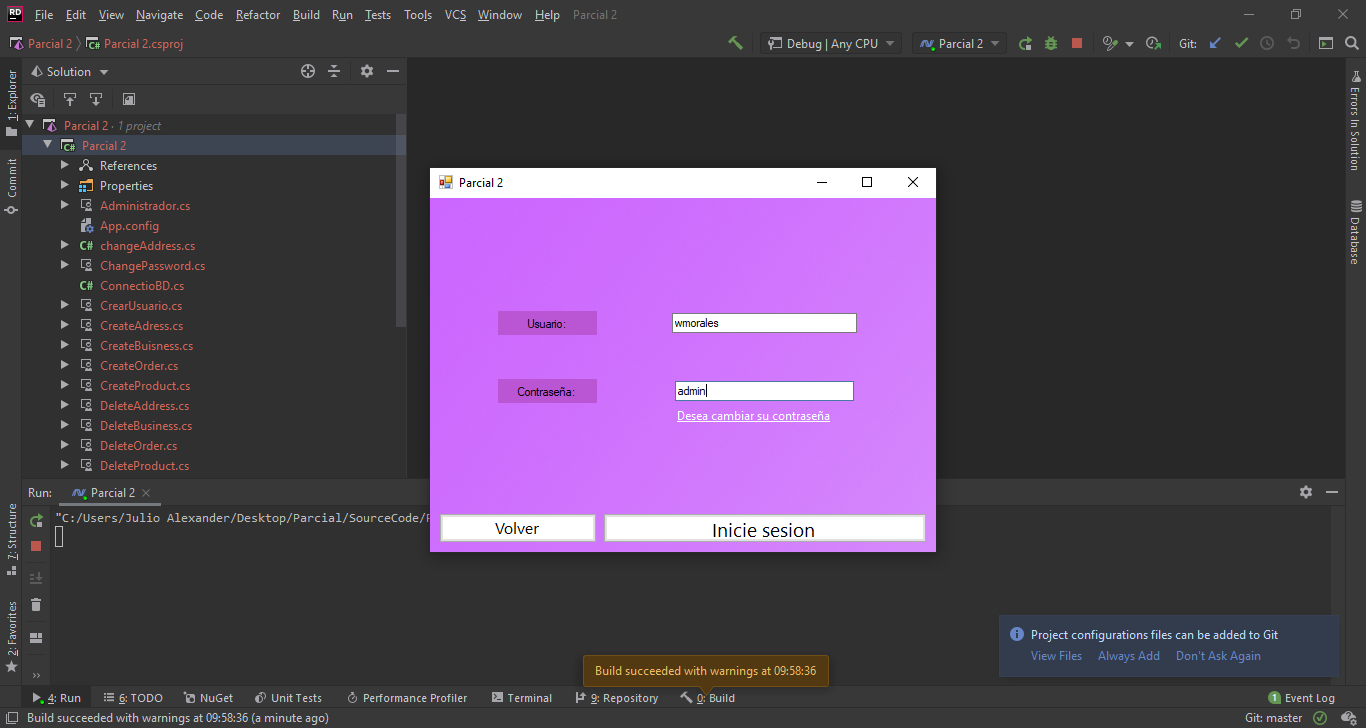 RD File Edit View Navigate Code Refactor Build Run Tests Tools VCS Window Help Parcial 2
Parcial 2 Parcial 2.csproj Debug | Any CPU Parcial 2 Git:
1: Explorer
Commit
7: Structure
2: Favorites
Solution
Parcial 2 · 1 project
Parcial 2
References
Properties
Administrador.cs
App.config
changeAddress.cs
ChangePassword.cs
ConnectioBD.cs
CrearUsuario.cs
CreateAdress.cs
CreateBuisness.cs
CreateOrder.cs
CreateProduct.cs
DeleteAddress.cs
DeleteBusiness.cs
DeleteOrder.cs
DeleteProduct.cs
Parcial 2
Usuario: wmorales
Contraseña: admin
Desea cambiar su contraseña
Volver Inicie sesion
Errors In Solution
Database
Run: Parcial 2
"C:/Users/Julio Alexander/Desktop/Parcial/SourceCode/
Project configurations files can be added to Git
View Files Always Add Don't Ask Again
Build succeeded with warnings at 09:58:36
4: Run 6: TODO NuGet Unit Tests Performance Profiler Terminal 9: Repository 0: Build 1 Event Log
Build succeeded with warnings at 09:58:36 (a minute ago) Git: master